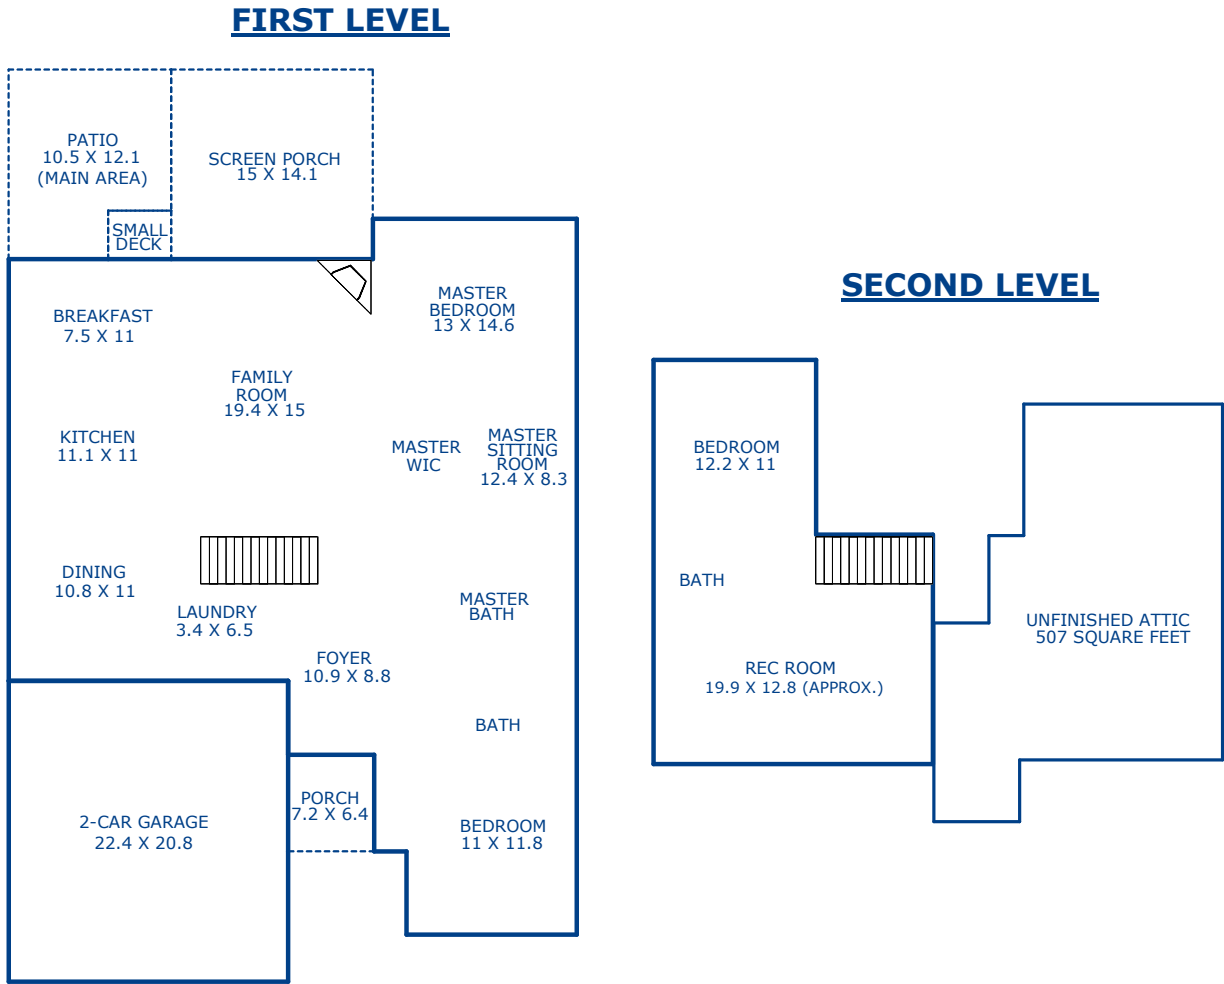 FIRST LEVEL
PATIO
10.5 X 12.1
(MAIN AREA)
SCREEN PORCH
15 X 14.1
SMALL
DECK
BREAKFAST
7.5 X 11
MASTER
BEDROOM
13 X 14.6
FAMILY
ROOM
19.4 X 15
KITCHEN
11.1 X 11
MASTER
WIC
MASTER
SITTING
ROOM
12.4 X 8.3
DINING
10.8 X 11
LAUNDRY
3.4 X 6.5
MASTER
BATH
FOYER
10.9 X 8.8
BATH
PORCH
7.2 X 6.4
2-CAR GARAGE
22.4 X 20.8
BEDROOM
11 X 11.8
SECOND LEVEL
BEDROOM
12.2 X 11
BATH
REC ROOM
19.9 X 12.8 (APPROX.)
UNFINISHED ATTIC
507 SQUARE FEET